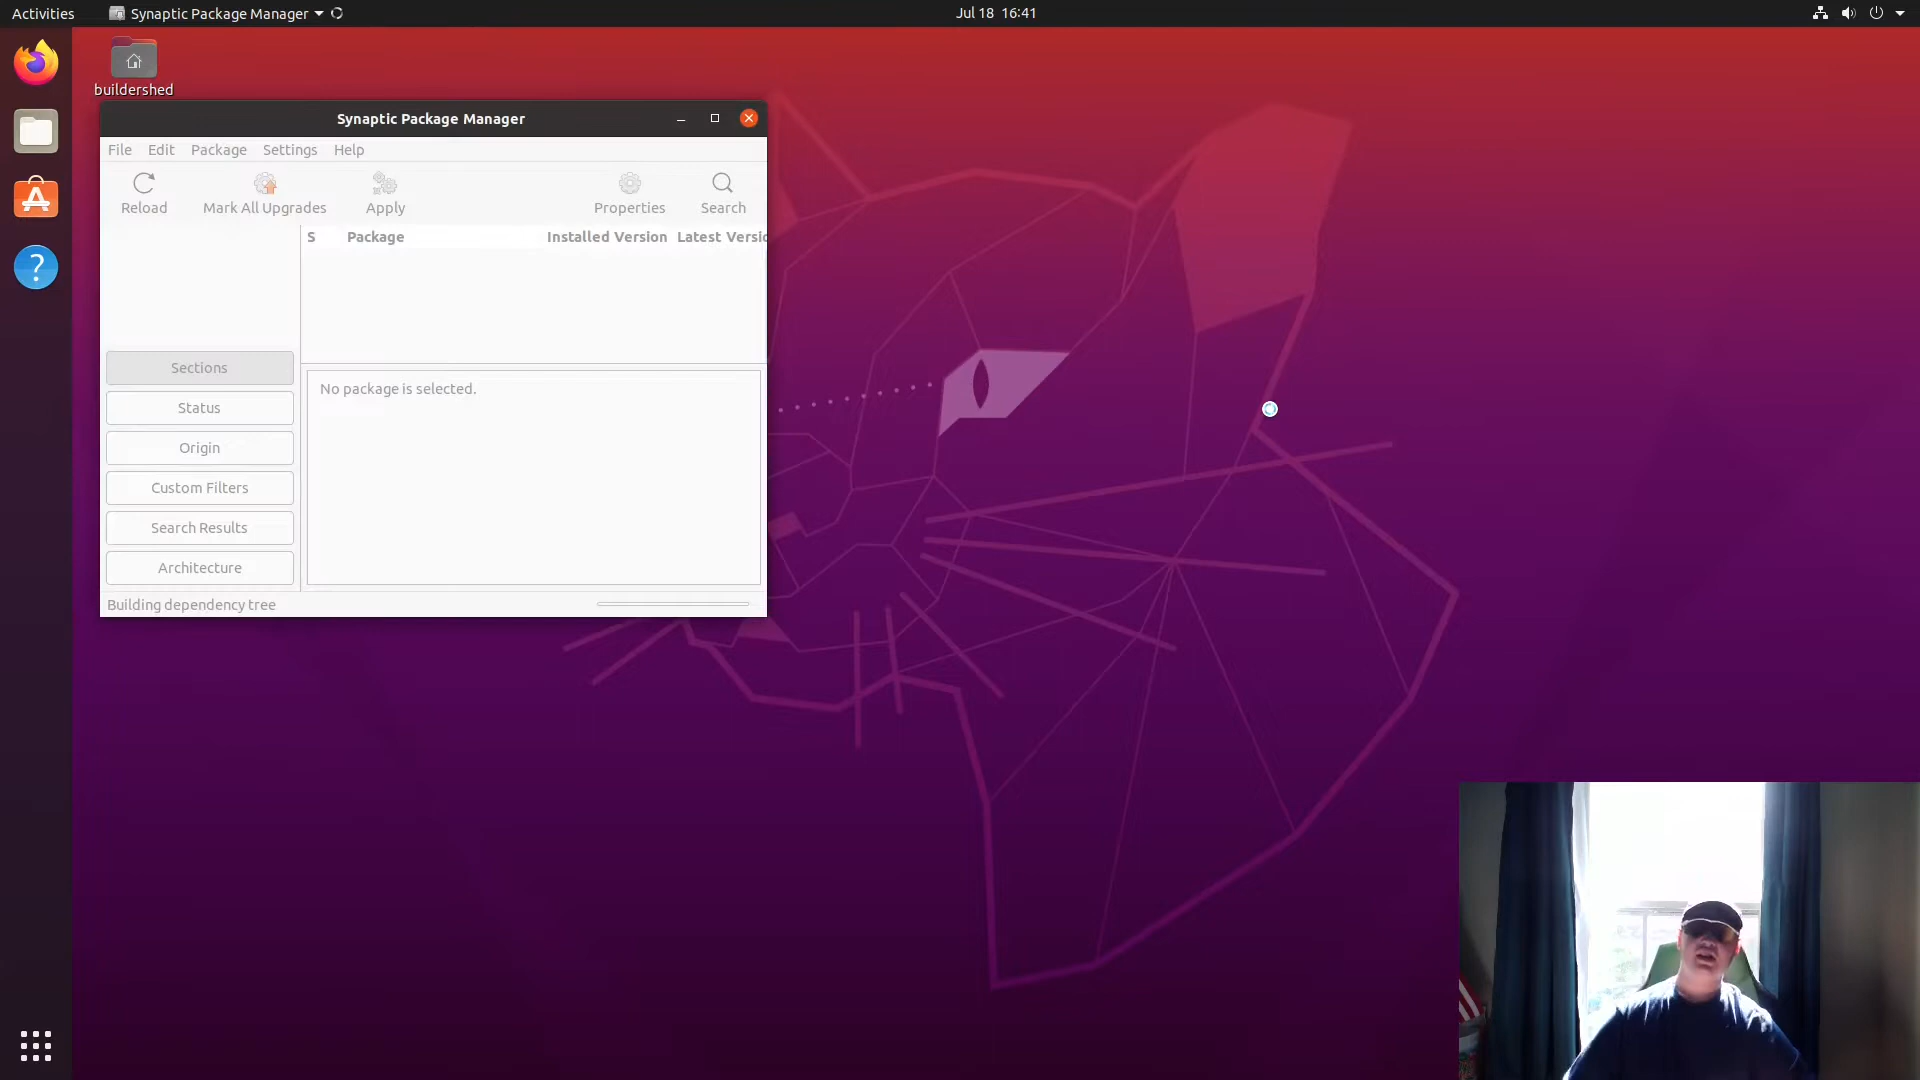 Activities
Synaptic Package Manager
Jul 18 16:41
buildershed
Synaptic Package Manager
File Edit Package Settings Help
Reload Mark All Upgrades Apply Properties Search
S Package Installed Version Latest Versio
Sections
Status
Origin
Custom Filters
Search Results
Architecture
No package is selected.
Building dependency tree